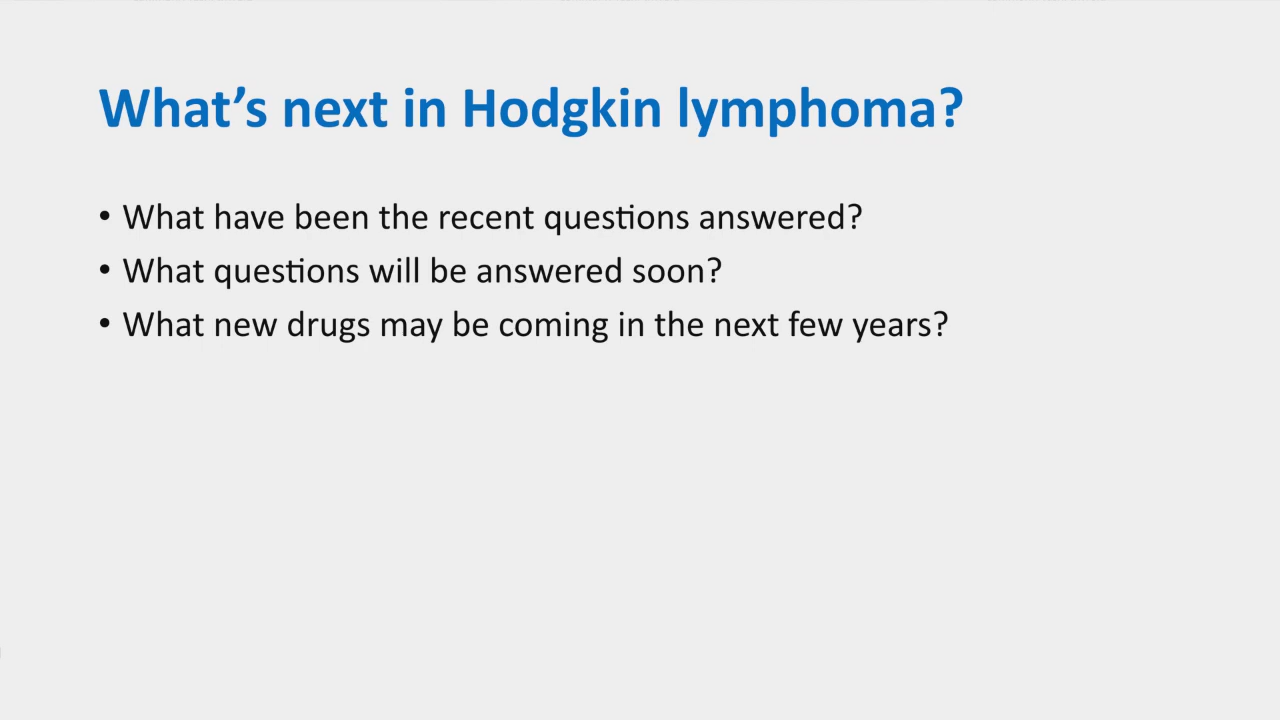 What’s next in Hodgkin lymphoma?
• What have been the recent questions answered?
• What questions will be answered soon?
• What new drugs may be coming in the next few years?